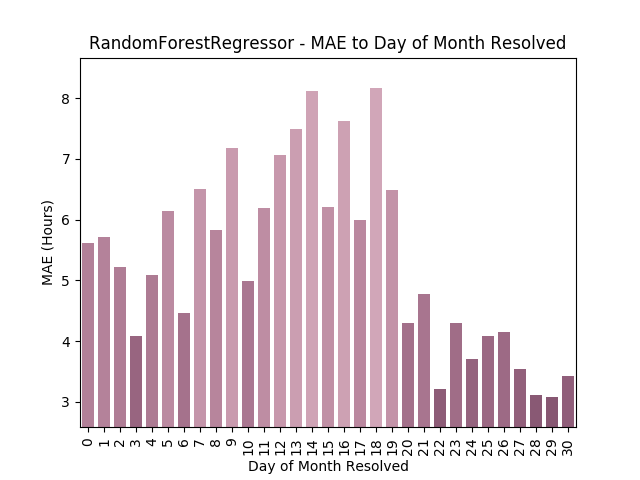 RandomForestRegressor - MAE to Day of Month Resolved
8
7
6
5
4
3
MAE (Hours)
0 1 2 3 4 5 6 7 8 9 10 11 12 13 14 15 16 17 18 19 20 21 22 23 24 25 26 27 28 29 30
Day of Month Resolved